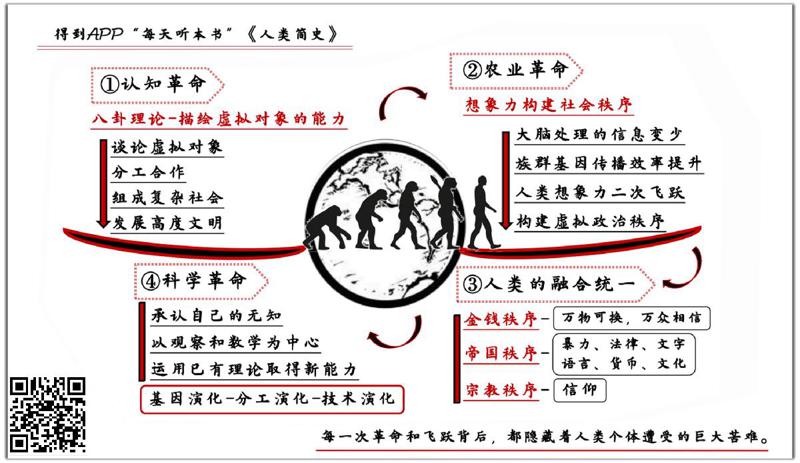 得到APP“每天听本书”《人类简史》
①认知革命
八卦理论-描绘虚拟对象的能力
谈论虚拟对象
分工合作
组成复杂社会
发展高度文明
②农业革命
想象力构建社会秩序
大脑处理的信息变少
族群基因传播效率提升
人类想象力二次飞跃
构建虚拟政治秩序
③人类的融合统一
金钱秩序-万物可换，万众相信
帝国秩序-暴力、法律、文字
语言、货币、文化
宗教秩序-信仰
④科学革命
承认自己的无知
以观察和数学为中心
运用已有理论取得新能力
基因演化-分工演化-技术演化
每一次革命和飞跃背后，都隐藏着人类个体遭受的巨大苦难。